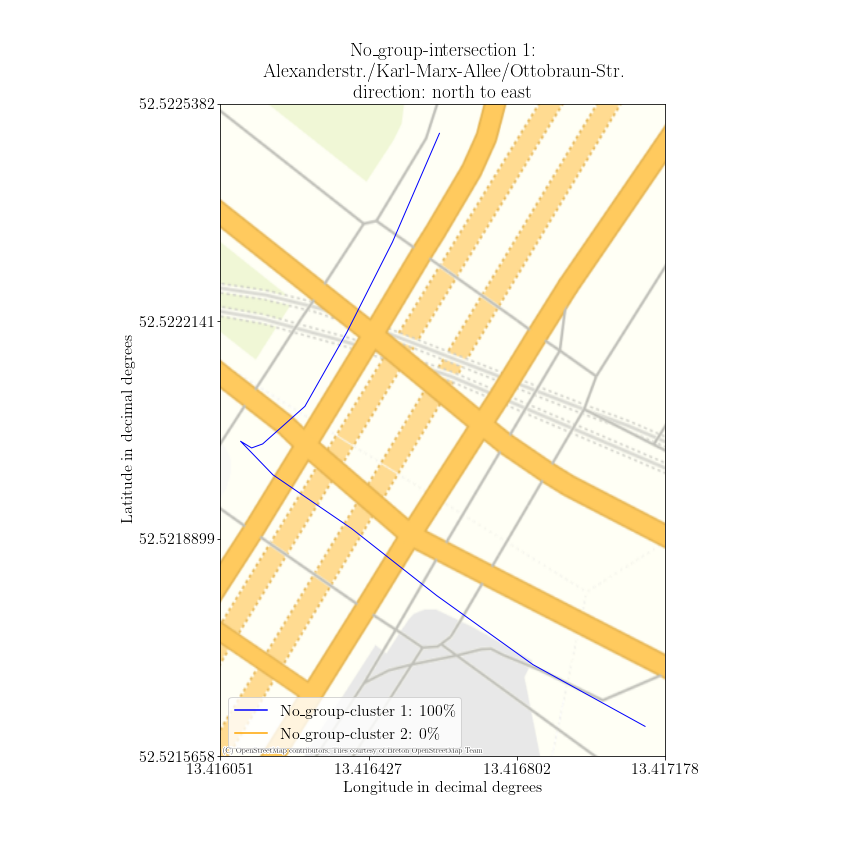 No_group-intersection 1:
Alexanderstr./Karl-Marx-Allee/Ottobraun-Str.
direction: north to east
52.5225382
52.5222141
52.5218899
52.5215658
Latitude in decimal degrees
No_group-cluster 1: 100%
No_group-cluster 2: 0%
(C) OpenStreetMap contributors, Tiles courtesy of Breton OpenStreetMap Team
13.416051 13.416427 13.416802 13.417178
Longitude in decimal degrees